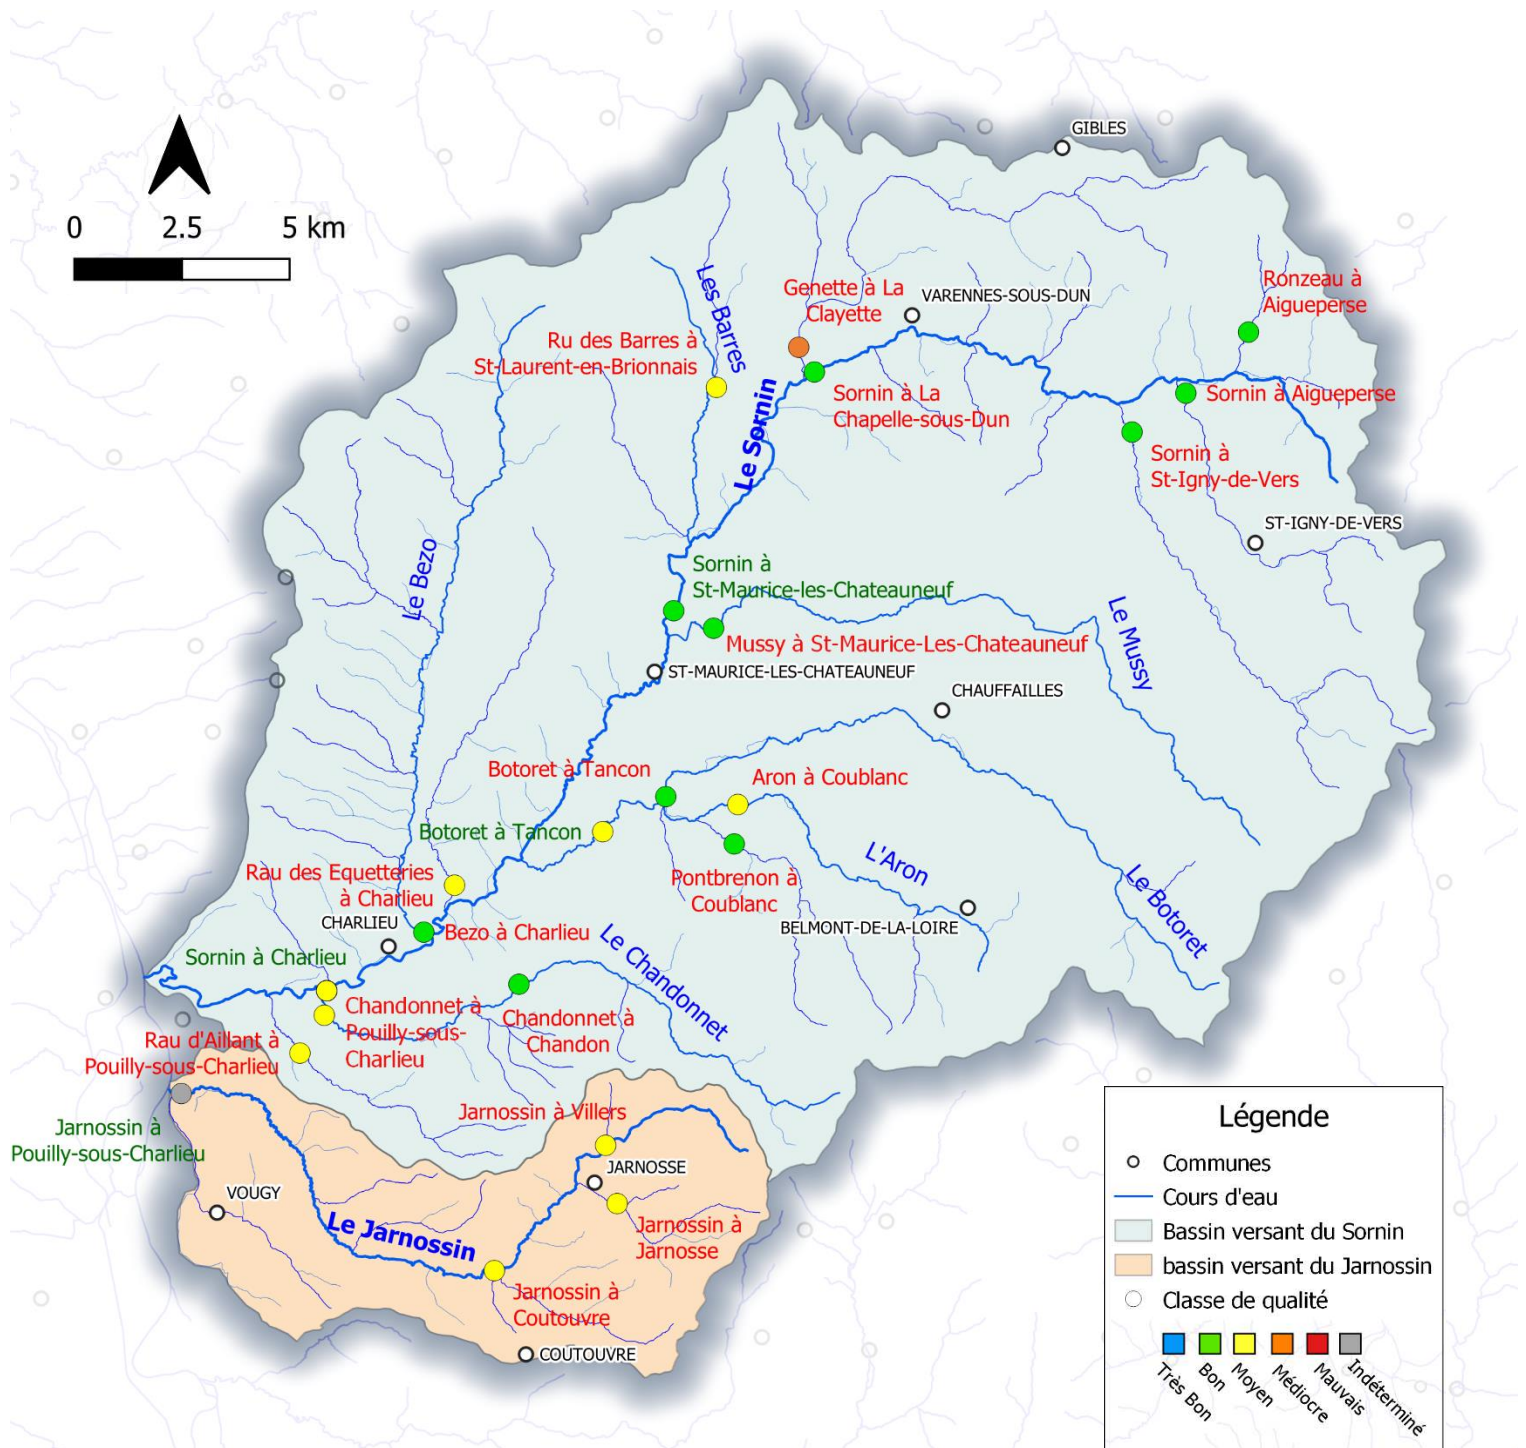 GIBLES
0 2.5 5 km
Les Barres
Genette à La
Clayette
VARENNES-SOUS-DUN
Ronzeau à
Aigueperse
Ru des Barres à
St-Laurent-en-Brionnais
Le Sornin
Sornin à La
Chapelle-sous-Dun
Sornin à Aigueperse
Sornin à
St-Igny-de-Vers
ST-IGNY-DE-VERS
Le Bezo
Sornin à
St-Maurice-les-Chateauneuf
Le Mussy
Mussy à St-Maurice-Les-Chateauneuf
ST-MAURICE-LES-CHATEAUNEUF
CHAUFFAILLES
Botoret à Tancon
Aron à Coublanc
Botoret à Tancon
L'Aron
Rau des Equetteries
à Charlieu
Pontbrenon à
Coublanc
Le Botoret
CHARLIEU
Bezo à Charlieu
BELMONT-DE-LA-LOIRE
Le Chandonnet
Sornin à Charlieu
Chandonnet à
Pouilly-sous-
Charlieu
Chandonnet à
Chandon
Rau d'Aillant à
Pouilly-sous-Charlieu
Jarnossin à
Pouilly-sous-Charlieu
Jarnossin à Villers
JARNOSSE
VOUGY
Le Jarnossin
Jarnossin à
Jarnosse
Jarnossin à
Coutouvre
COUTOUVRE
Légende
Communes
Cours d'eau
Bassin versant du Sornin
bassin versant du Jarnossin
Classe de qualité
Très Bon
Bon
Moyen
Médiocre
Mauvais
Indéterminé